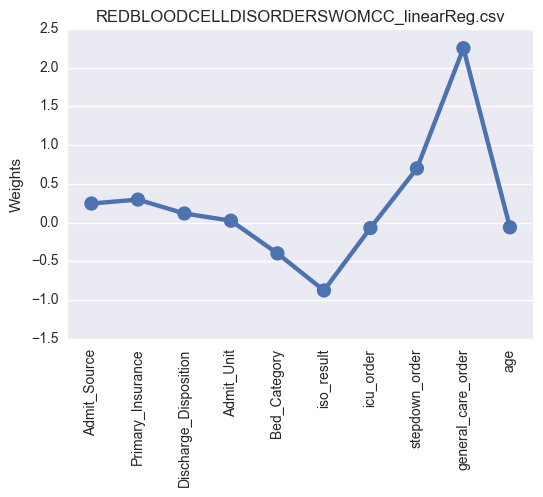 REDBLOODCELLDISORDERSWOMCC_linearReg.csv
2.5
2.0
1.5
1.0
0.5
0.0
−0.5
−1.0
−1.5
Weights
Admit_Source
Primary_Insurance
Discharge_Disposition
Admit_Unit
Bed_Category
iso_result
icu_order
stepdown_order
general_care_order
age